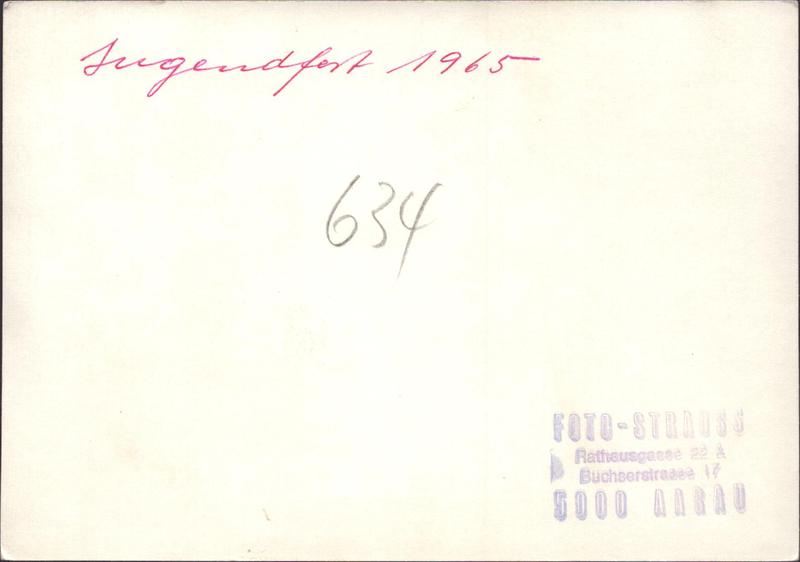 Jugendfest 1965
634
FOTO-STRAUSS
Rathausgasse 22 &
Buchserstrasse 17
5000 AARAU